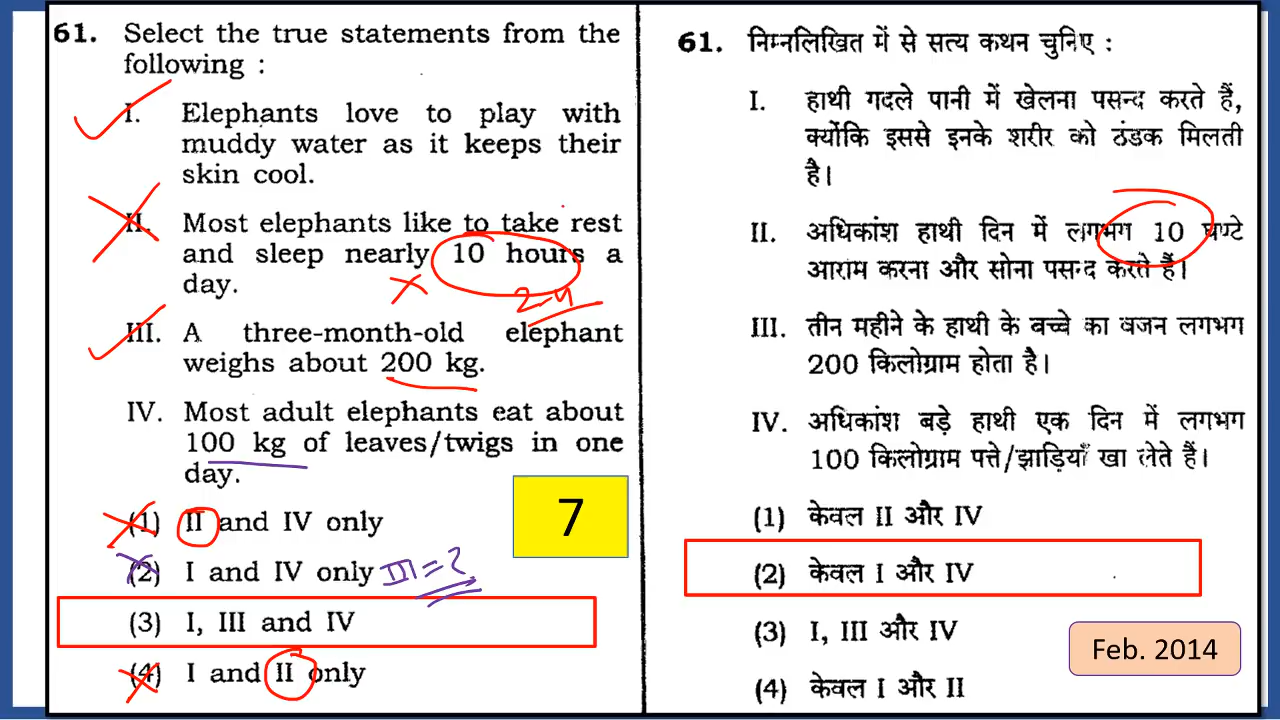 61. Select the true statements from the
following :
I. Elephants love to play with
muddy water as it keeps their
skin cool.
II. Most elephants like to take rest
and sleep nearly 10 hours a
day.
2-4
III. A three-month-old elephant
weighs about 200 kg.
IV. Most adult elephants eat about
100 kg of leaves/twigs in one
day.
(1) II and IV only
(2) I and IV only III = ?
(3) I, III and IV
(4) I and II only
7
61. निम्नलिखित में से सत्य कथन चुनिए :
I. हाथी गदले पानी में खेलना पसन्द करते हैं,
क्योंकि इससे इनके शरीर को ठंडक मिलती
है।
II. अधिकांश हाथी दिन में लगभग 10 घण्टे
आराम करना और सोना पसन्द करते हैं।
III. तीन महीने के हाथी के बच्चे का वजन लगभग
200 किलोग्राम होता है।
IV. अधिकांश बड़े हाथी एक दिन में लगभग
100 किलोग्राम पत्ते/झाड़ियाँ खा लेते हैं।
(1) केवल II और IV
(2) केवल I और IV
(3) I, III और IV
(4) केवल I और II
Feb. 2014